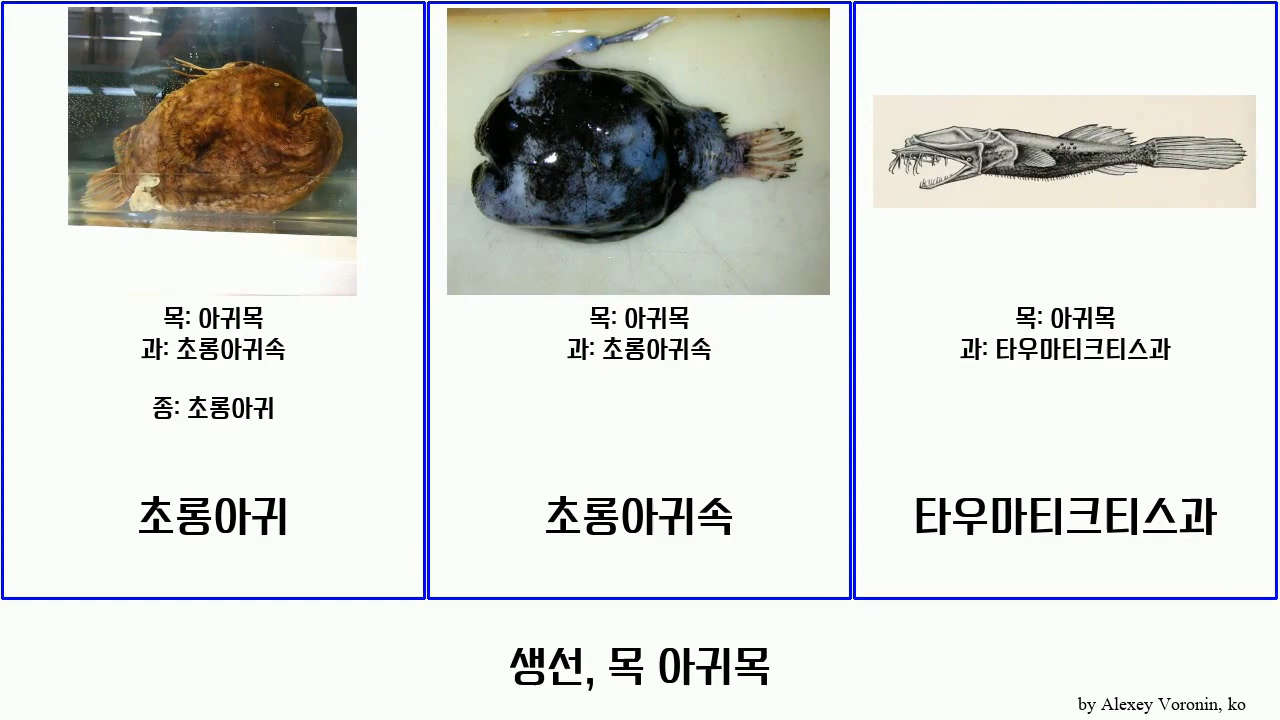 목: 아귀목
과: 초롱아귀속
종: 초롱아귀
초롱아귀
목: 아귀목
과: 초롱아귀속
초롱아귀속
목: 아귀목
과: 타우마티크티스과
타우마티크티스과
생선, 목 아귀목
by Alexey Voronin, ko